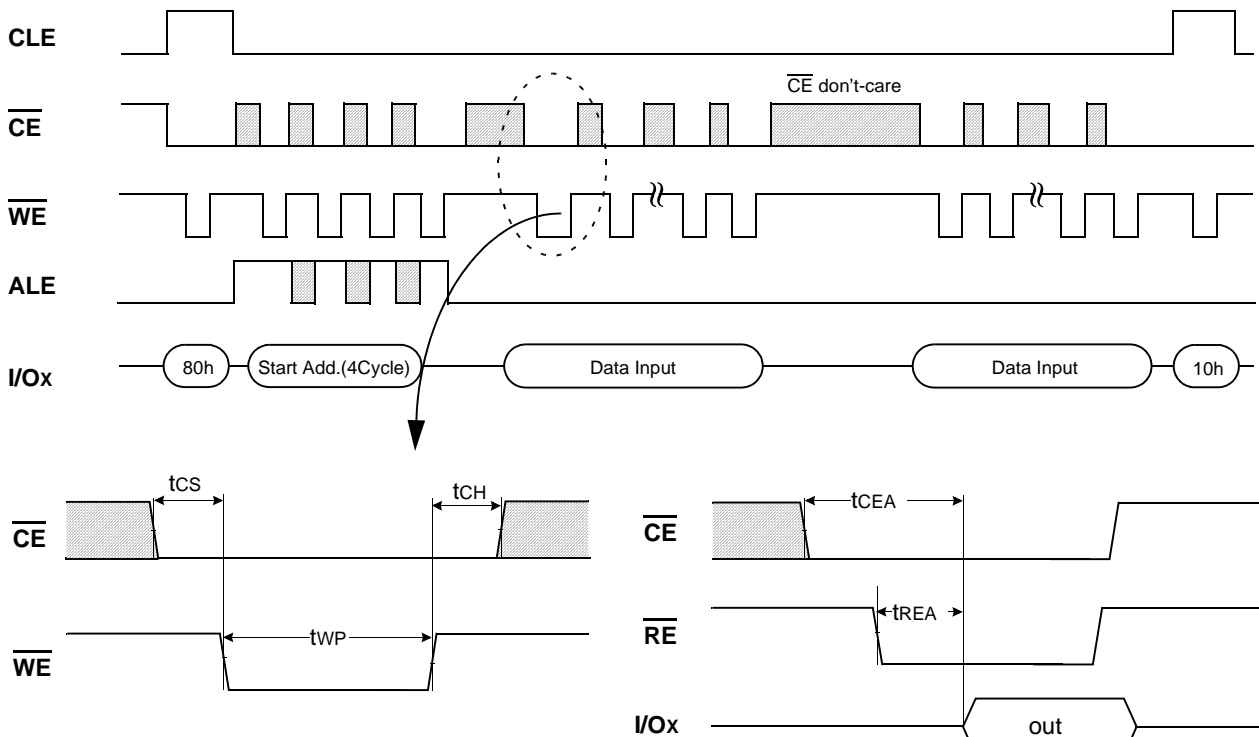 CLE
CE don't-care
CE
WE
ALE
I/Ox 80h Start Add.(4Cycle) Data Input Data Input 10h
tCS tCH
CE
tWP
WE
tCEA
CE
tREA
RE
I/Ox out